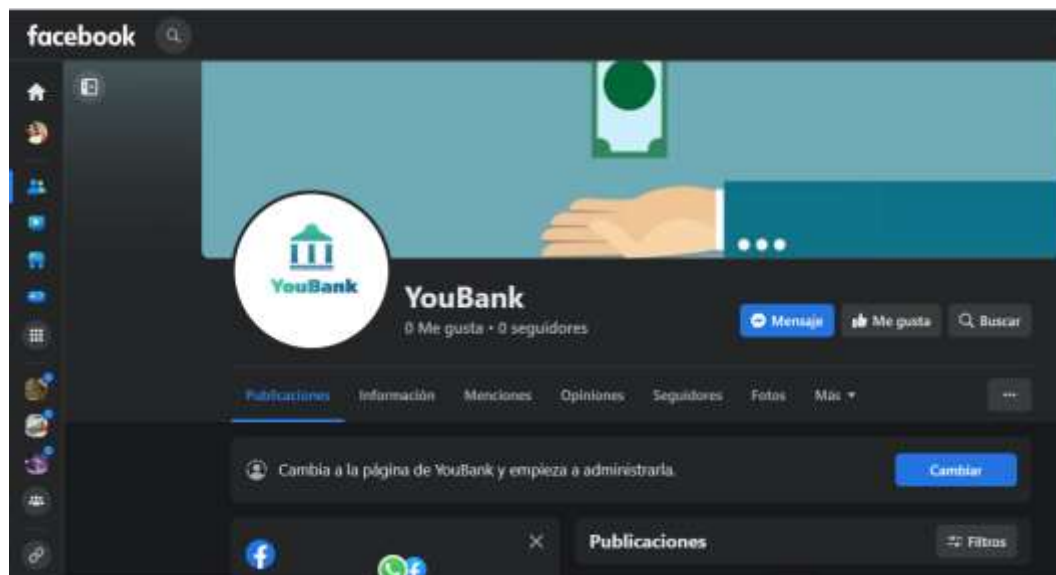 facebook
YouBank
YouBank
0 Me gusta • 0 seguidores
Mensaje
Me gusta
Buscar
Publicaciones
Información
Menciones
Opiniones
Seguidores
Fotos
Más
Cambia a la página de YouBank y empieza a administrarla.
Cambiar
Publicaciones
Filtros